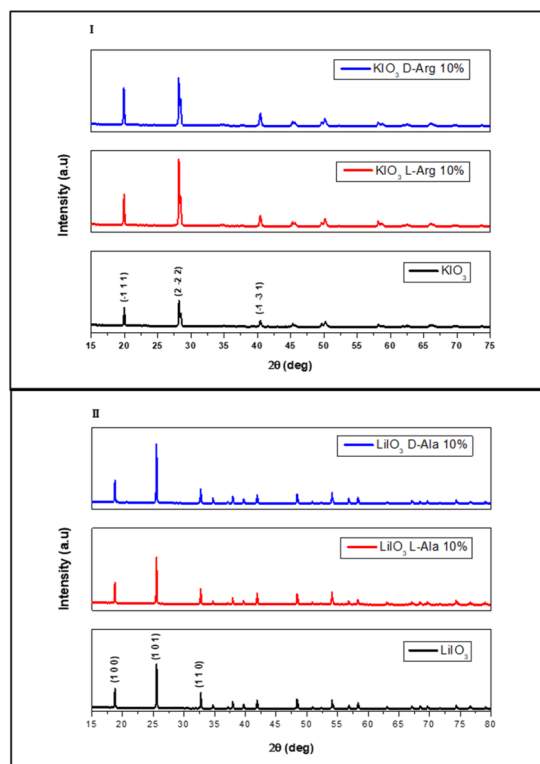 I
KIO3 D-Arg 10%
KIO3 L-Arg 10%
KIO3
Intensity (a.u)
(-1 1 1)
(2 -2 2)
(-1 -3 1)
15 20 25 30 35 40 45 50 55 60 65 70 75
2θ (deg)
II
LiIO3 D-Ala 10%
LiIO3 L-Ala 10%
LiIO3
Intensity (a.u)
(1 0 0)
(1 0 1)
(1 1 0)
15 20 25 30 35 40 45 50 55 60 65 70 75 80
2θ (deg)